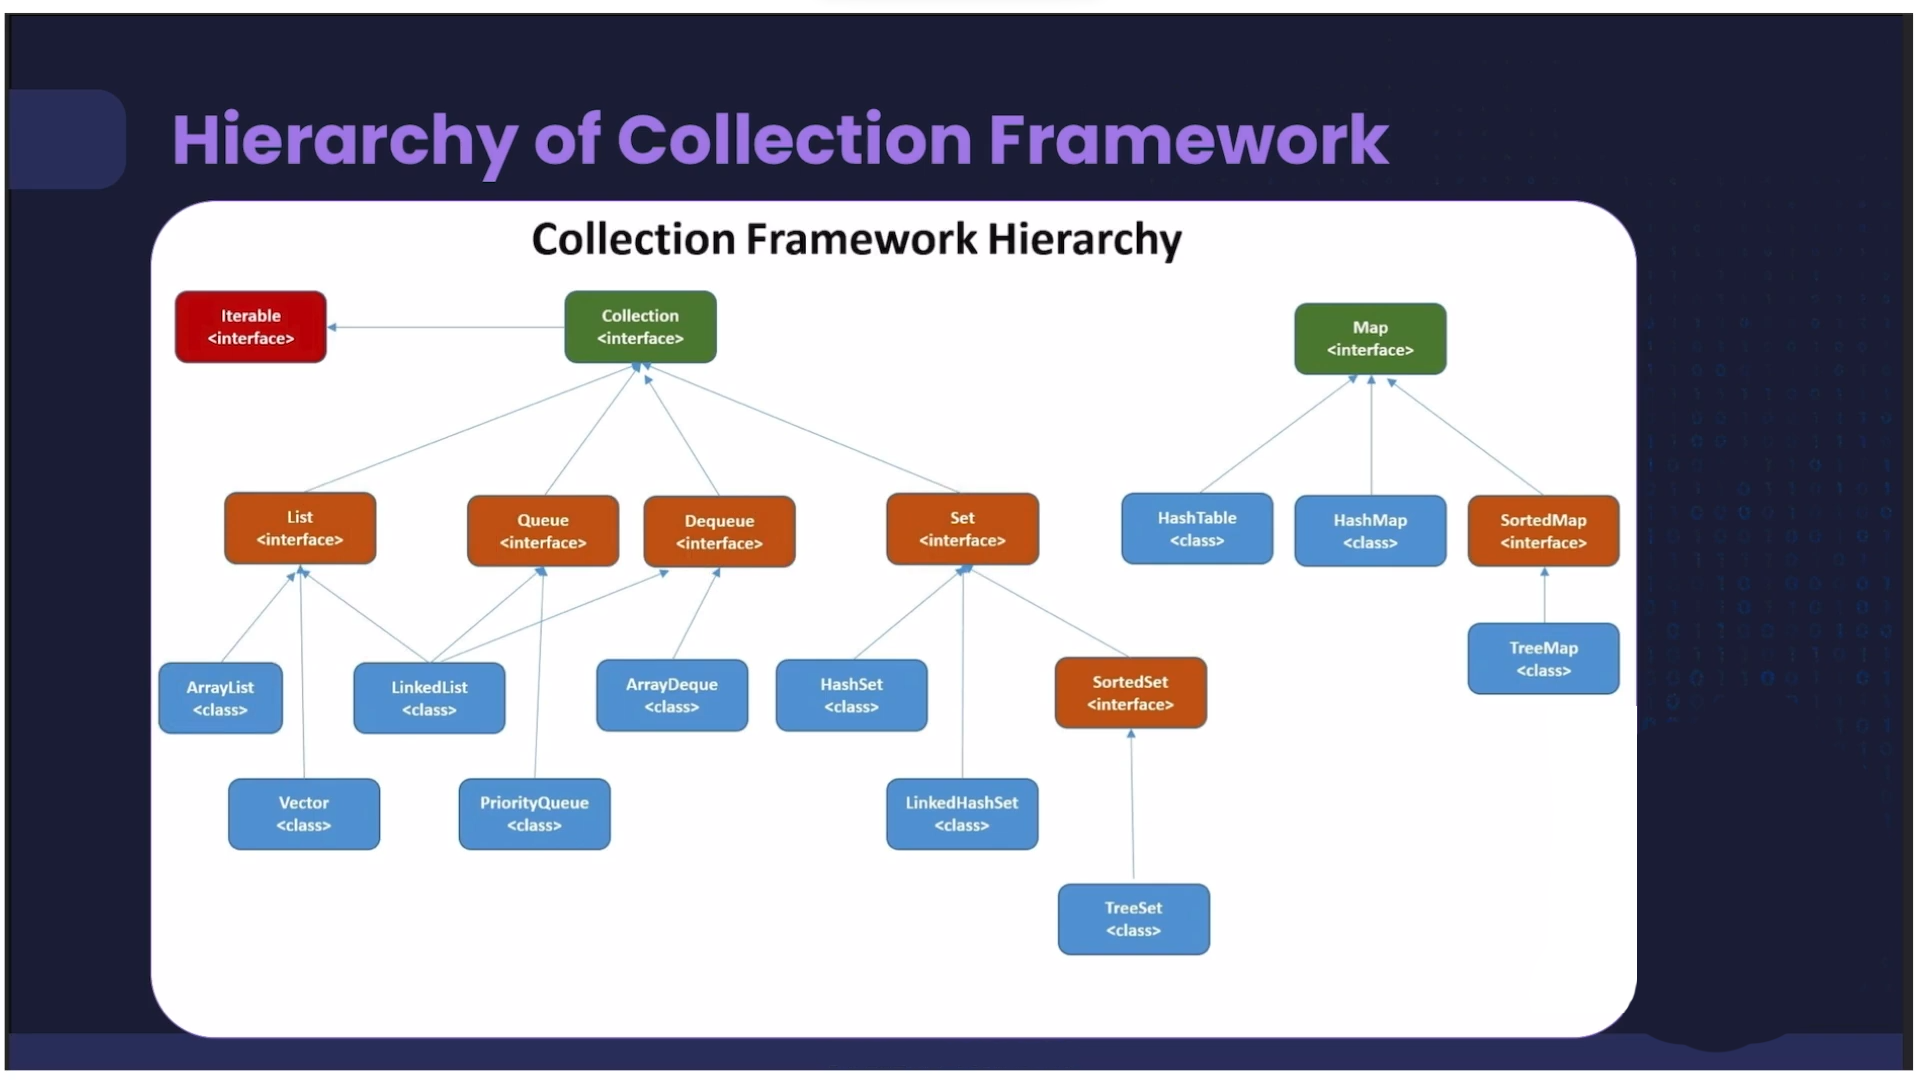 Hierarchy of Collection Framework
Collection Framework Hierarchy
Iterable
<interface>
Collection
<interface>
Map
<interface>
List
<interface>
Queue
<interface>
Dequeue
<interface>
Set
<interface>
HashTable
<class>
HashMap
<class>
SortedMap
<interface>
ArrayList
<class>
LinkedList
<class>
ArrayDeque
<class>
HashSet
<class>
SortedSet
<interface>
TreeMap
<class>
Vector
<class>
PriorityQueue
<class>
LinkedHashSet
<class>
TreeSet
<class>